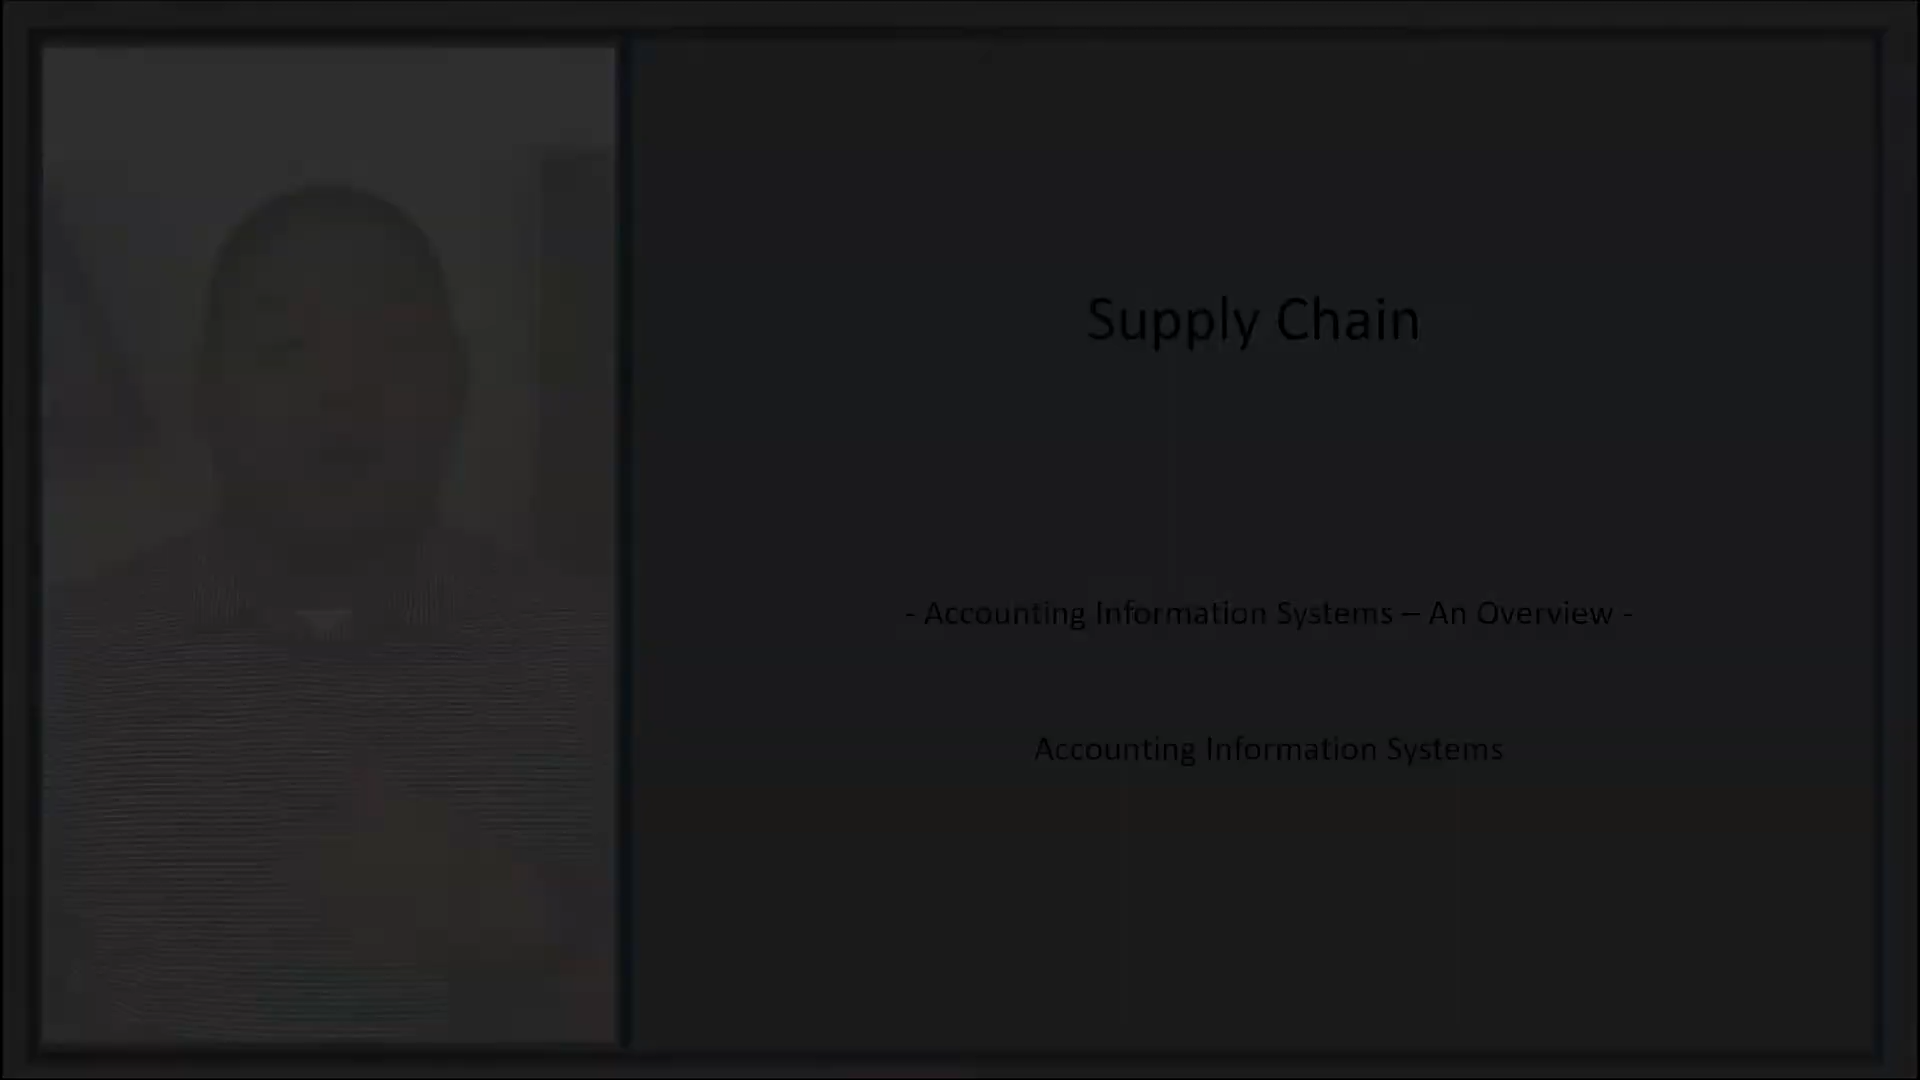 Supply Chain
- Accounting Information Systems – An Overview -
Accounting Information Systems